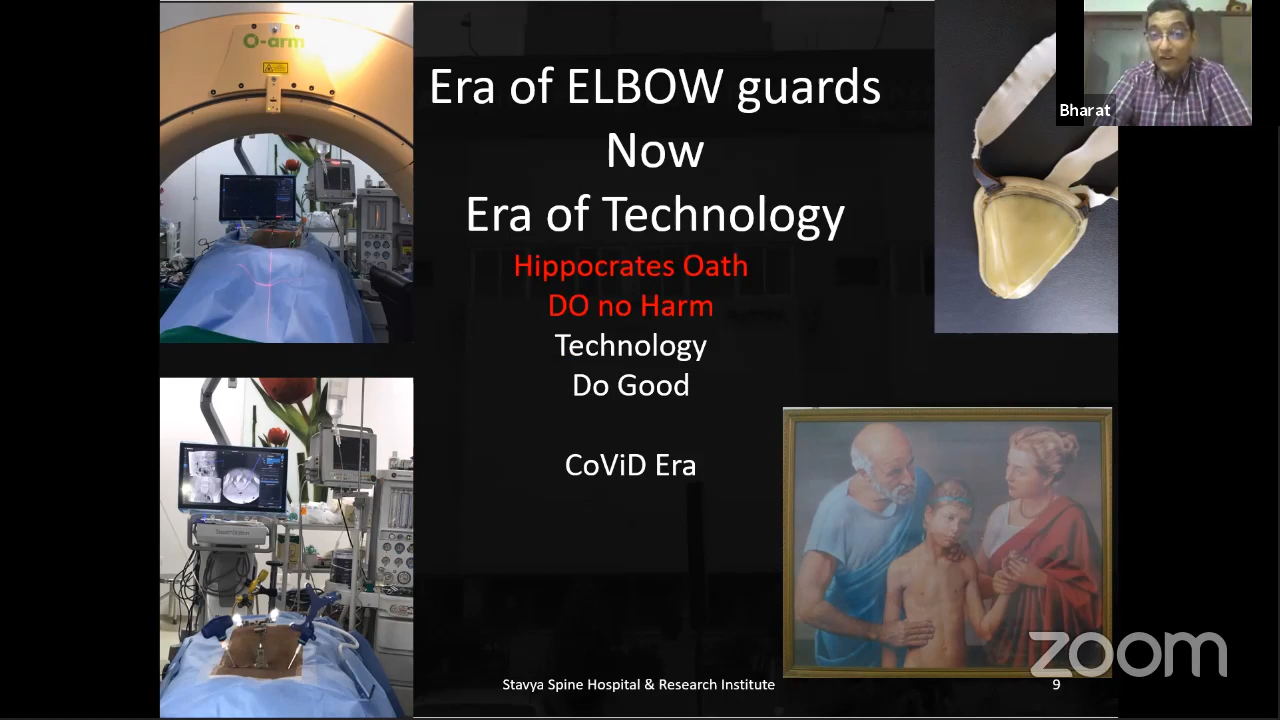 O-arm
Era of ELBOW guards
Now
Era of Technology
Hippocrates Oath
DO no Harm
Technology
Do Good
CoViD Era
Bharat
Stavya Spine Hospital & Research Institute
9
zoom